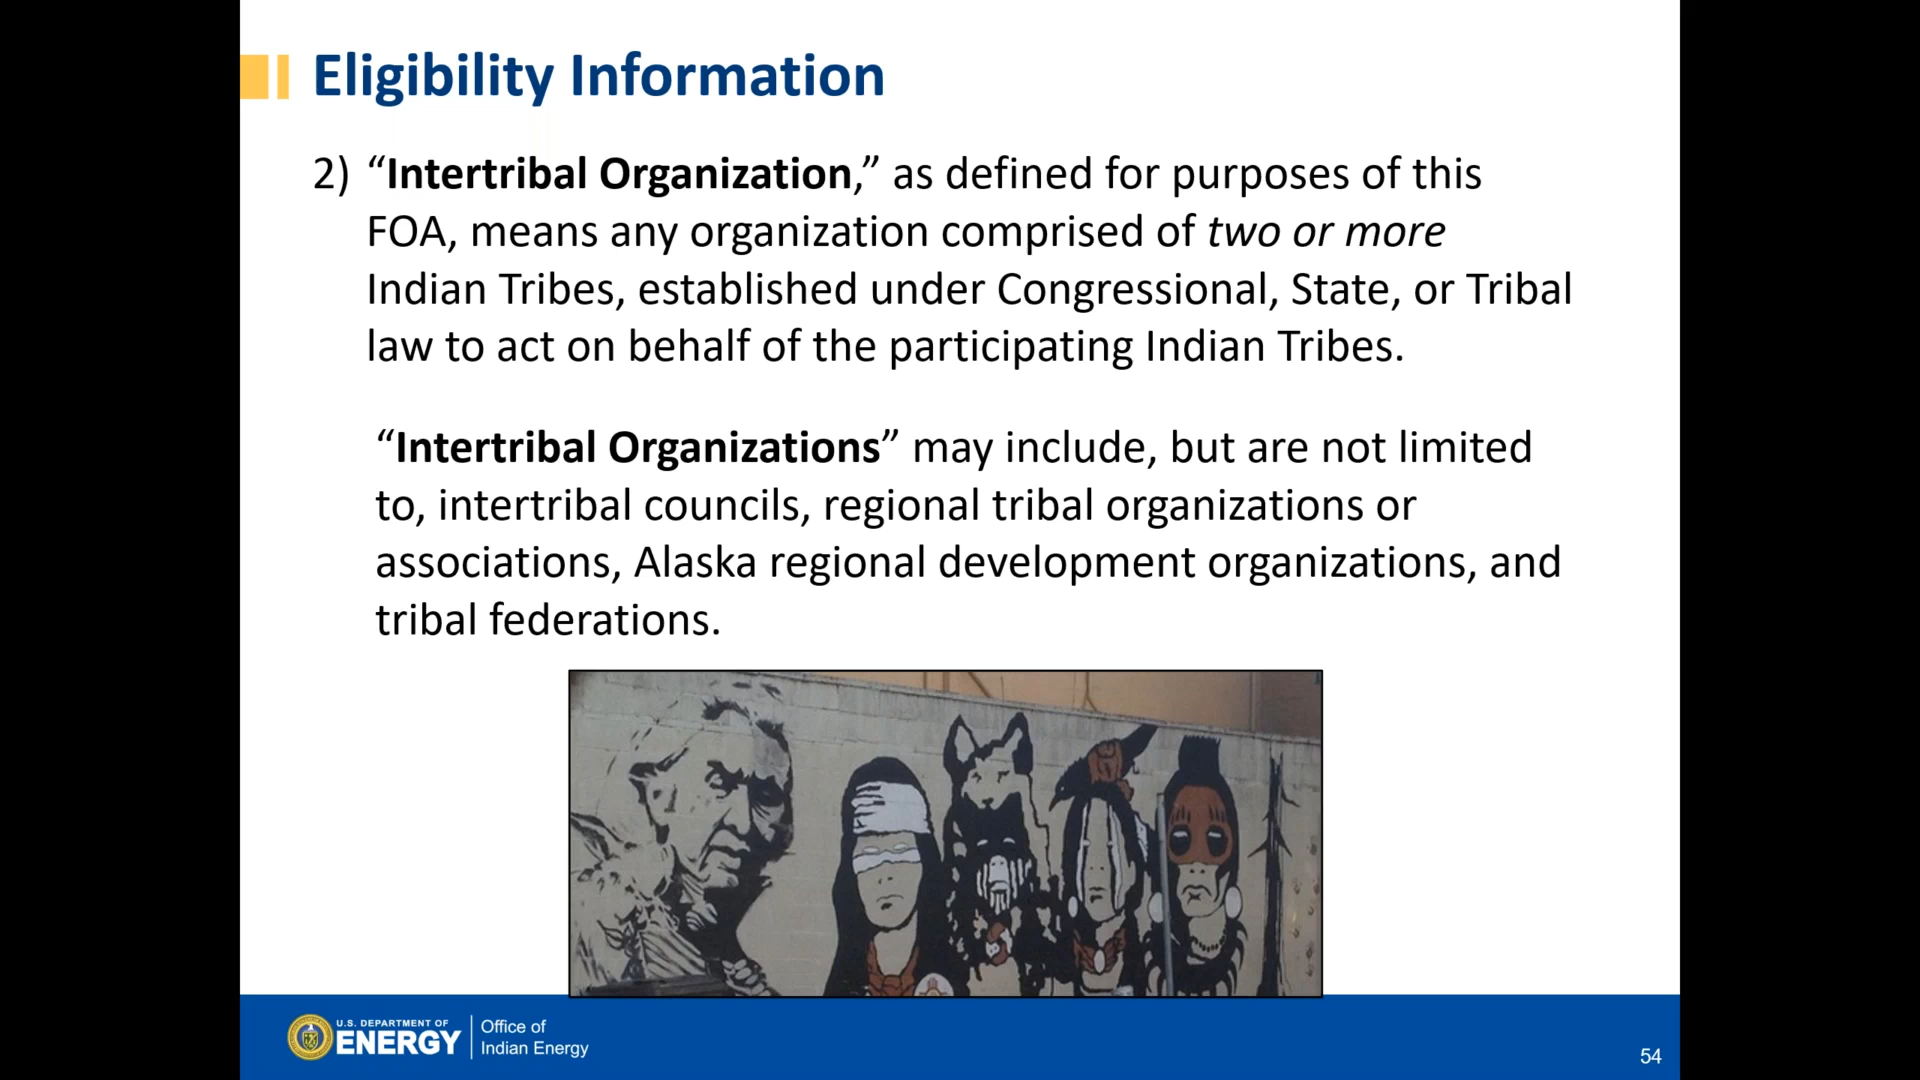 Eligibility Information
2) “Intertribal Organization,” as defined for purposes of this
FOA, means any organization comprised of two or more
Indian Tribes, established under Congressional, State, or Tribal
law to act on behalf of the participating Indian Tribes.
“Intertribal Organizations” may include, but are not limited
to, intertribal councils, regional tribal organizations or
associations, Alaska regional development organizations, and
tribal federations.
U.S. DEPARTMENT OF
ENERGY
Office of
Indian Energy
54